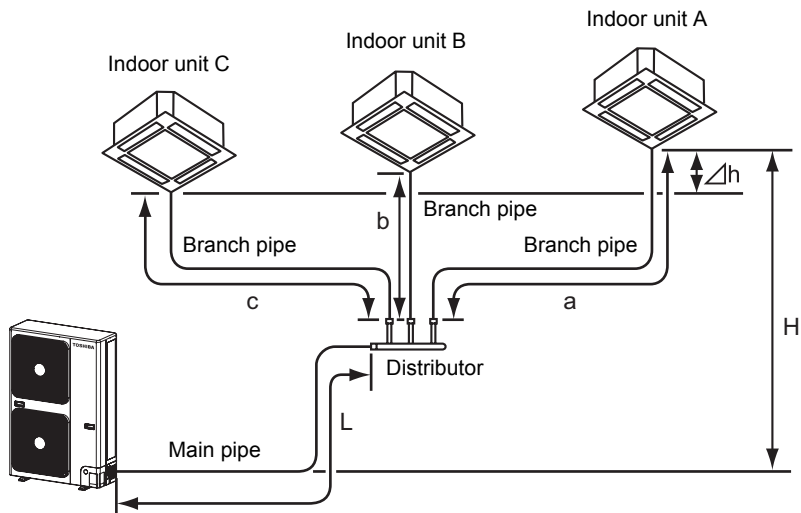 Indoor unit A
Indoor unit B
Indoor unit C
⊿h
Branch pipe
b
Branch pipe
Branch pipe
c
a
H
TOSHIBA
Distributor
L
Main pipe